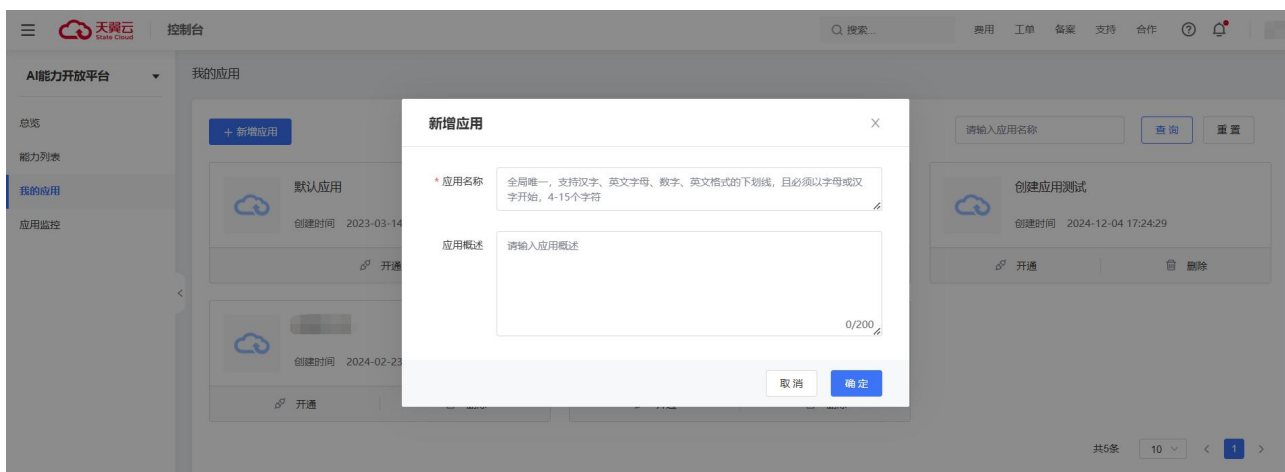 天翼云
State Cloud
控制台
搜索...
费用 工单 备案 支持 合作
AI能力开放平台
我的应用
总览
能力列表
我的应用
应用监控
+ 新增应用
请输入应用名称
查询
重置
默认应用
创建时间 2023-03-14
开通
创建应用测试
创建时间 2024-12-04 17:24:29
开通
删除
新增应用
* 应用名称
全局唯一，支持汉字、英文字母、数字、英文格式的下划线，且必须以字母或汉
字开始，4-15个字符
应用概述
请输入应用概述
0/200
取消
确定
创建时间 2024-02-23
开通
共5条
10
1